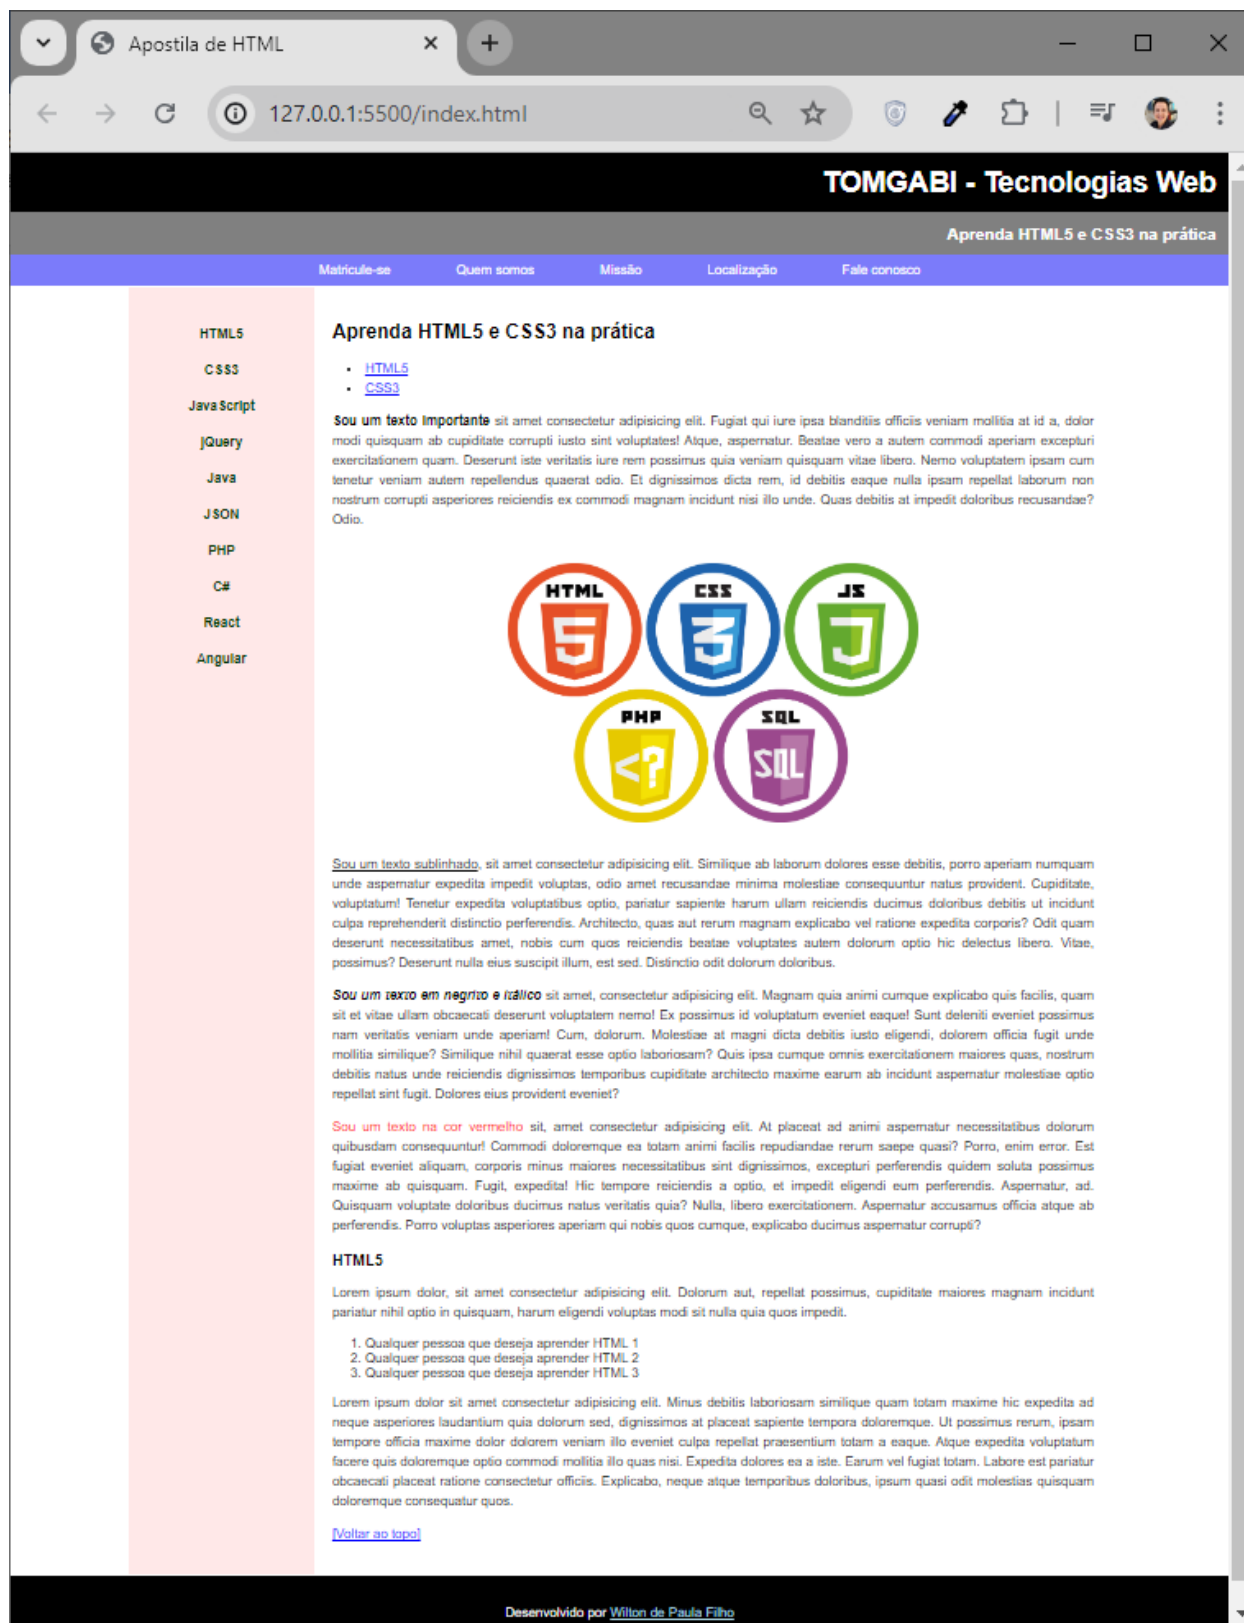 Apostila de HTML
127.0.0.1:5500/index.html
TOMGABI - Tecnologias Web
Aprenda HTML5 e CSS3 na prática
Matricule-se Quem somos Missão Localização Fale conosco
HTML5
CSS3
JavaScript
jQuery
Java
JSON
PHP
C#
React
Angular
Aprenda HTML5 e CSS3 na prática
• HTML5
• CSS3
Sou um texto importante sit amet consectetur adipisicing elit. Fugiat qui iure ipsa blanditiis officiis veniam mollitia at id a, dolor
modi quisquam ab cupiditate corrupti iusto sint voluptates! Atque, aspernatur. Beatae vero a autem commodi aperiam excepturi
exercitationem quam. Deserunt iste veritatis iure rem possimus quia veniam quisquam vitae libero. Nemo voluptatem ipsam cum
tenetur veniam autem repellendus quaerat odio. Et dignissimos dicta rem, id debitis eaque nulla ipsam repellat laborum non
nostrum corrupti asperiores reiciendis ex commodi magnam incidunt nisi illo unde. Quas debitis at impedit doloribus recusandae?
Odio.
HTML CSS JS
5 3 J
PHP SQL
<? SQL
Sou um texto sublinhado, sit amet consectetur adipisicing elit. Similique ab laborum dolores esse debitis, porro aperiam numquam
unde aspernatur expedita impedit voluptas, odio amet recusandae minima molestiae consequuntur natus provident. Cupiditate,
voluptatum! Tenetur expedita voluptatibus optio, pariatur sapiente harum ullam reiciendis ducimus doloribus debitis ut incidunt
culpa reprehenderit distinctio perferendis. Architecto, quas aut rerum magnam explicabo vel ratione expedita corporis? Odit quam
deserunt necessitatibus amet, nobis cum quos reiciendis beatae voluptates autem dolorum optio hic delectus libero. Vitae,
possimus? Deserunt nulla eius suscipit illum, est sed. Distinctio odit dolorum doloribus.
Sou um texto em negrito e itálico sit amet, consectetur adipisicing elit. Magnam quia animi cumque explicabo quis facilis, quam
sit et vitae ullam obcaecati deserunt voluptatem nemo! Ex possimus id voluptatum eveniet eaque! Sunt deleniti eveniet possimus
nam veritatis veniam unde aperiam! Cum, dolorum. Molestiae at magni dicta debitis iusto eligendi, dolorem officia fugit unde
mollitia similique? Similique nihil quaerat esse optio laboriosam? Quis ipsa cumque omnis exercitationem maiores quas, nostrum
debitis natus unde reiciendis dignissimos temporibus cupiditate architecto maxime earum ab incidunt aspernatur molestiae optio
repellat sint fugit. Dolores eius provident eveniet?
Sou um texto na cor vermelho sit, amet consectetur adipisicing elit. At placeat ad animi aspernatur necessitatibus dolorum
quibusdam consequuntur! Commodi doloremque ea totam animi facilis repudiandae rerum saepe quasi? Porro, enim error. Est
fugiat eveniet aliquam, corporis minus maiores necessitatibus sint dignissimos, excepturi perferendis quidem soluta possimus
maxime ab quisquam. Fugit, expedita! Hic tempore reiciendis a optio, et impedit eligendi eum perferendis. Aspernatur, ad.
Quisquam voluptate doloribus ducimus natus veritatis quia? Nulla, libero exercitationem. Aspernatur accusamus officia atque ab
perferendis. Porro voluptas asperiores aperiam qui nobis quos cumque, explicabo ducimus aspernatur corrupti?
HTML5
Lorem ipsum dolor, sit amet consectetur adipisicing elit. Dolorum aut, repellat possimus, cupiditate maiores magnam incidunt
pariatur nihil optio in quisquam, harum eligendi voluptas modi sit nulla quia quos impedit.
1. Qualquer pessoa que deseja aprender HTML 1
2. Qualquer pessoa que deseja aprender HTML 2
3. Qualquer pessoa que deseja aprender HTML 3
Lorem ipsum dolor sit amet consectetur adipisicing elit. Minus debitis laboriosam similique quam totam maxime hic expedita ad
neque asperiores laudantium quia dolorum sed, dignissimos at placeat sapiente tempora doloremque. Ut possimus rerum, ipsam
tempore officia maxime dolor dolorem veniam illo eveniet culpa repellat praesentium totam a eaque. Atque expedita voluptatum
facere quis doloremque optio commodi mollitia illo quas nisi. Expedita dolores ea a iste. Earum vel fugiat totam. Labore est pariatur
obcaecati placeat ratione consectetur officiis. Explicabo, neque atque temporibus doloribus, ipsum quasi odit molestias quisquam
doloremque consequatur quos.
[Voltar ao topo]
Desenvolvido por Wilton de Paula Filho